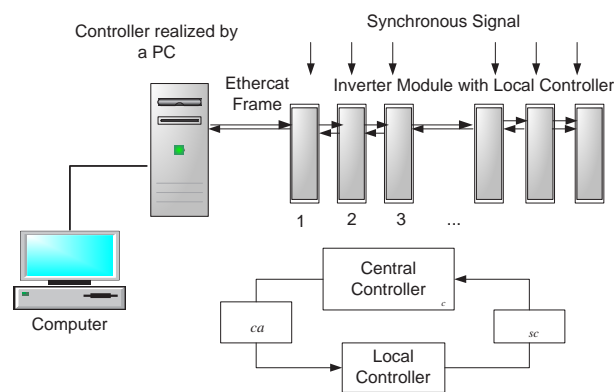 Synchronous Signal
Controller realized by
a PC
Ethercat
Frame
Inverter Module with Local Controller
1 2 3 ...
Computer
Central
Controller
c
ca
sc
Local
Controller